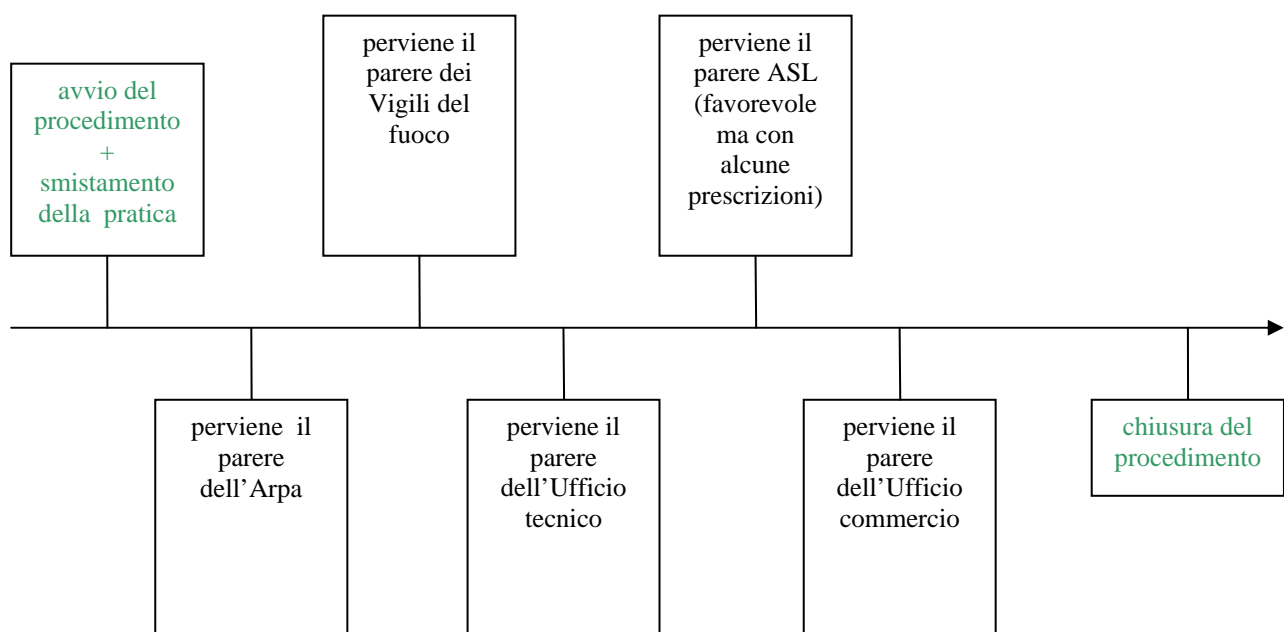 avvio del
procedimento
+
smistamento
della pratica
perviene il
parere
dell’Arpa
perviene il
parere dei
Vigili del
fuoco
perviene il
parere
dell’Ufficio
tecnico
perviene il
parere ASL
(favorevole
ma con
alcune
prescrizioni)
perviene il
parere
dell’Ufficio
commercio
chiusura del
procedimento